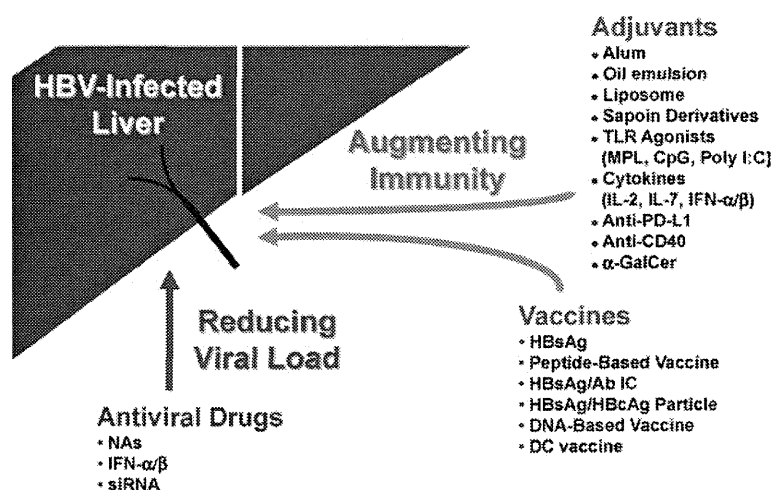 HBV-Infected
Liver
Augmenting
Immunity
Adjuvants
• Alum
• Oil emulsion
• Liposome
• Sapoin Derivatives
• TLR Agonists
(MPL, CpG, Poly I:C]
• Cytokines
(IL-2, IL-7, IFN-α/β)
• Anti-PD-L1
• Anti-CD40
• α-GalCer
Reducing
Viral Load
Vaccines
• HBsAg
• Peptide-Based Vaccine
• HBsAg/Ab IC
• HBsAg/HBcAg Particle
• DNA-Based Vaccine
• DC vaccine
Antiviral Drugs
• NAs
• IFN-α/β
• siRNA